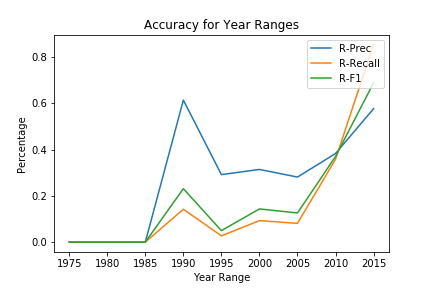 Accuracy for Year Ranges
R-Prec
R-Recall
R-F1
Percentage
0.8
0.6
0.4
0.2
0.0
1975 1980 1985 1990 1995 2000 2005 2010 2015
Year Range